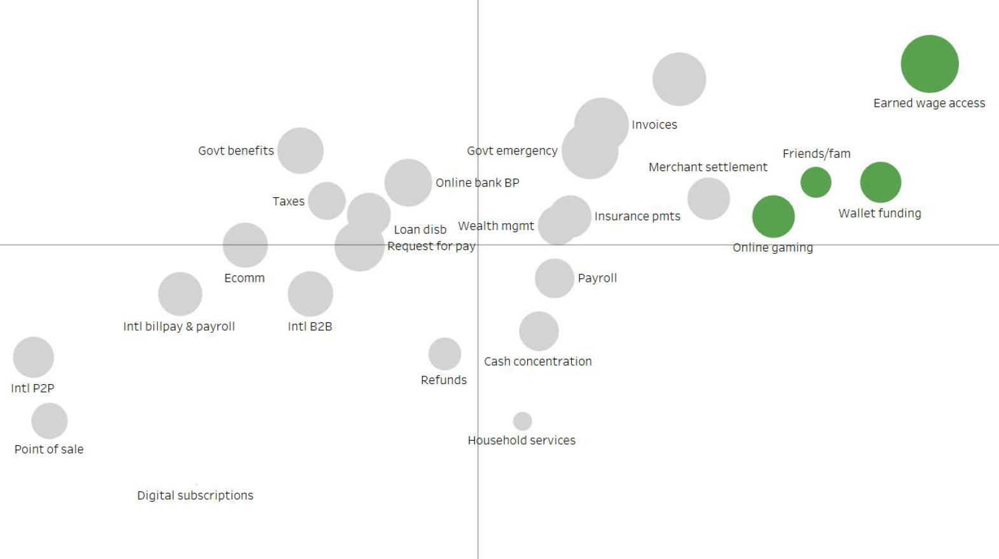 Earned wage access
Invoices
Govt benefits
Govt emergency
Friends/fam
Merchant settlement
Online bank BP
Taxes
Wallet funding
Insurance pmts
Wealth mgmt
Loan disb
Request for pay
Online gaming
Ecomm
Payroll
Intl billpay & payroll
Intl B2B
Cash concentration
Refunds
Intl P2P
Household services
Point of sale
Digital subscriptions